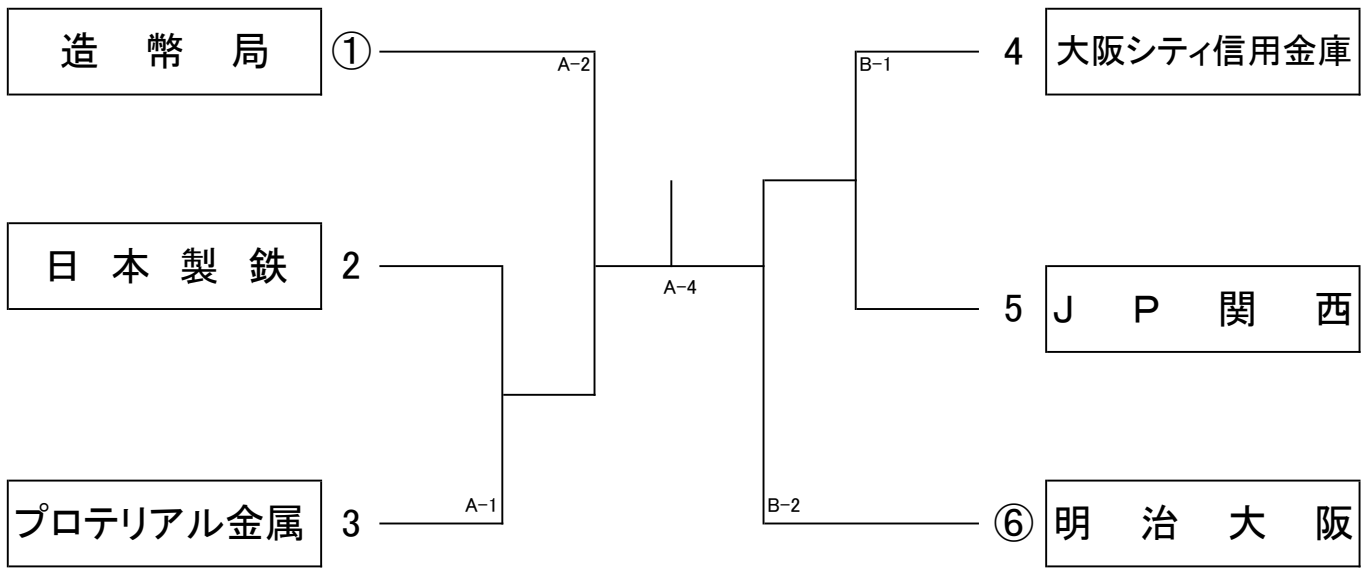 造幣局 ① A-2 B-1 4 大阪シティ信用金庫
日本製鉄 2 A-4 5 JP関西
プロテリアル金属 3 A-1 B-2 ⑥ 明治大阪